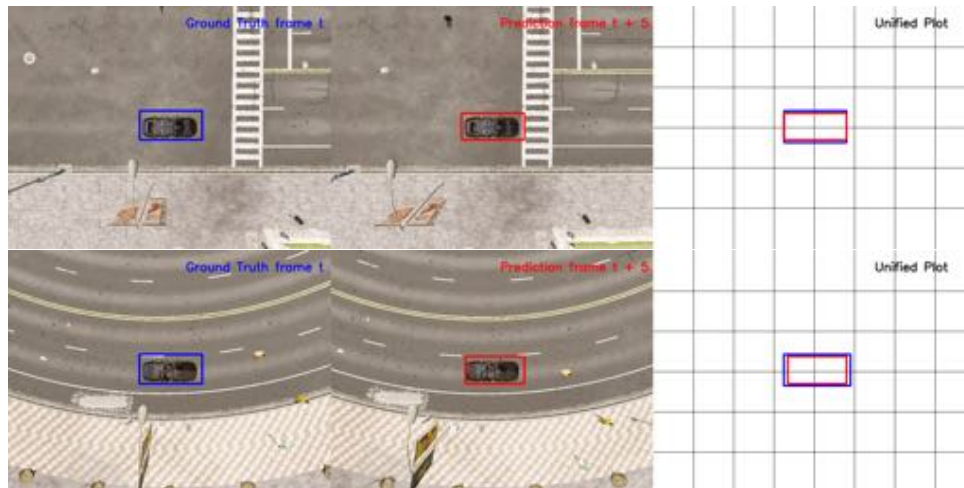 Ground Truth frame t
Prediction frame t + 5
Unified Plot
Ground Truth frame t
Prediction frame t + 5
Unified Plot